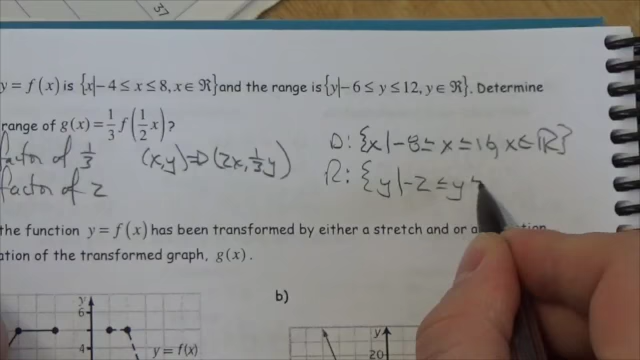 37
y = f(x) is {x|−4 ≤ x ≤ 8, x ∈ ℜ} and the range is {y|−6 ≤ y ≤ 12, y ∈ ℜ}. Determine
range of g(x) = 1/3 f(1/2 x)?
factor of 1/3 (x,y) ⇒ (2x, 1/3y) D: {x|-8 ≤ x ≤ 16, x ∈ ℝ}
factor of 2 R: {y|-2 ≤ y
the function y = f(x) has been transformed by either a stretch and or a
ation of the transformed graph, g(x).
b)
y
6
y = f(x)
4
y
20